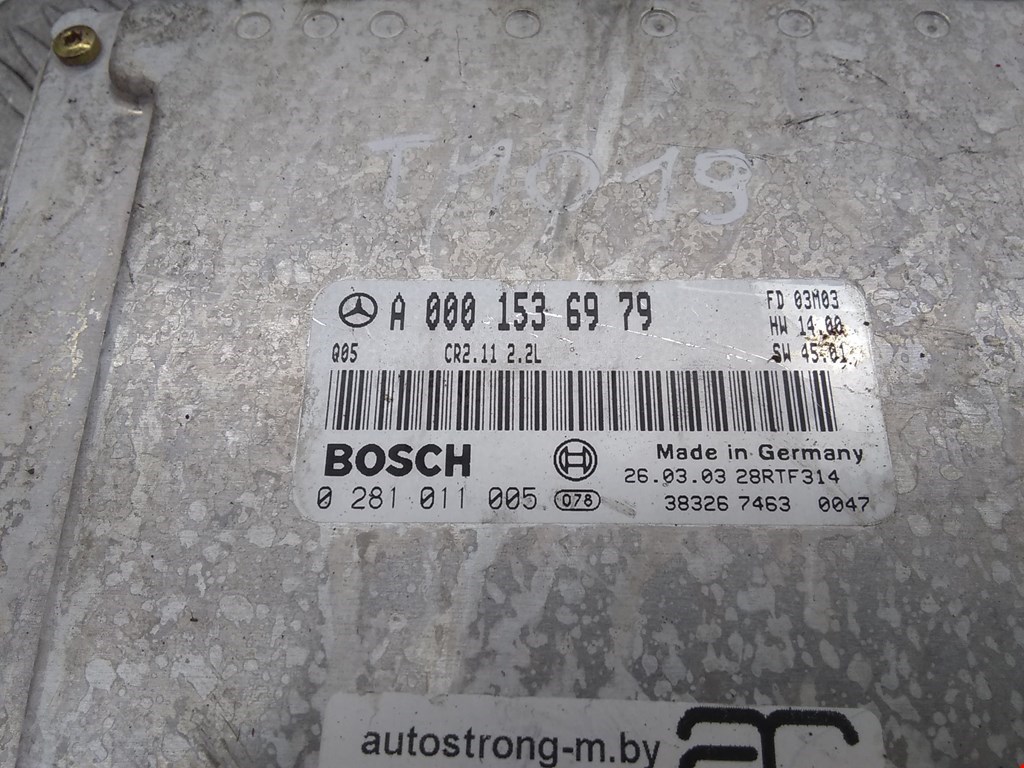 T1019
A 000 153 69 79
FD 03M03
HW 14.00
Q05 CR2.11 2.2L
SW 45.01
BOSCH
Made in Germany
26.03.03 28RTF314
0 281 011 005 078
38326 7463 0047
autostrong-m.by